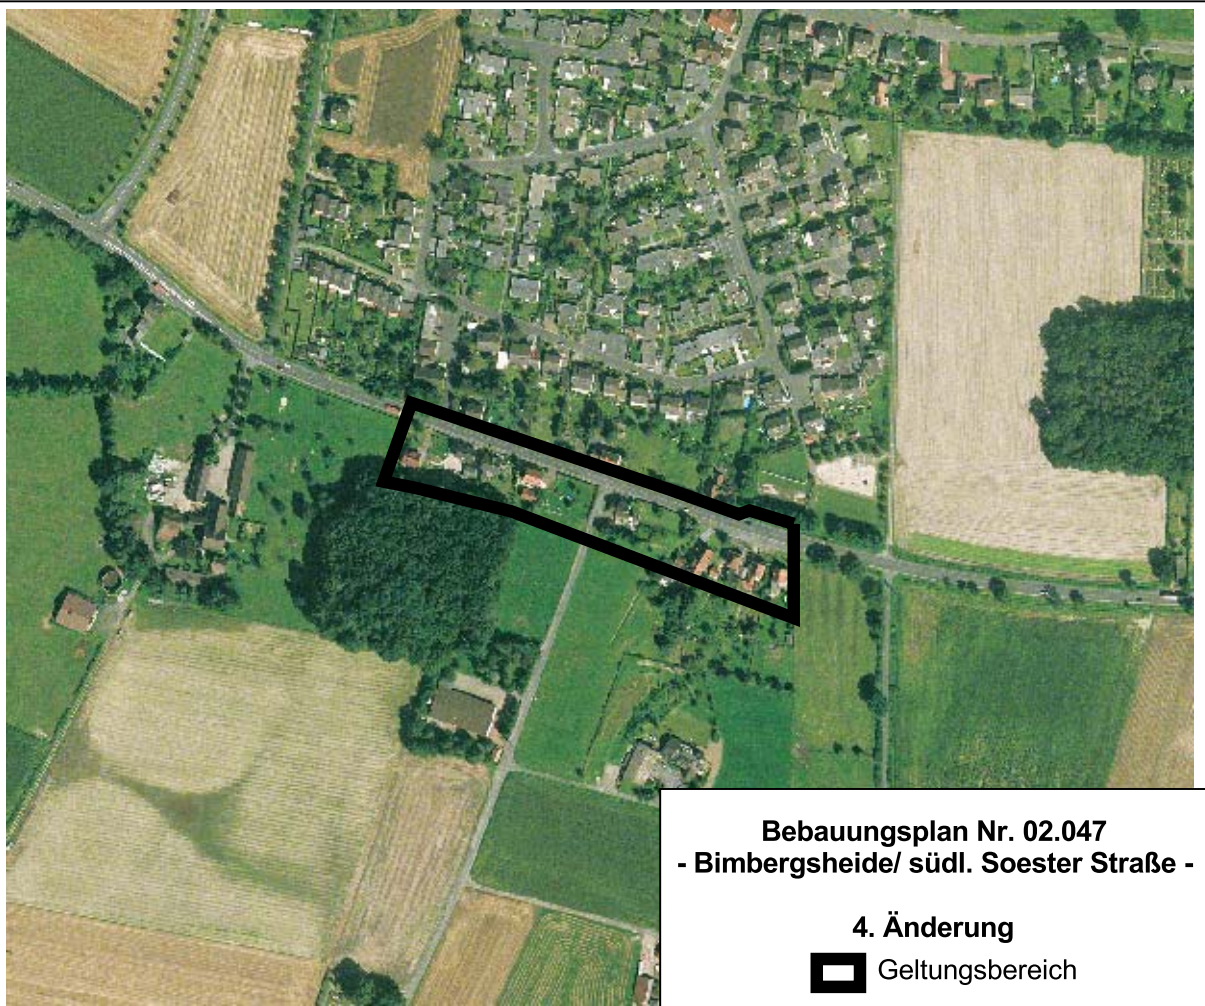 Bebauungsplan Nr. 02.047
- Bimbergsheide/ südl. Soester Straße -
4. Änderung
Geltungsbereich